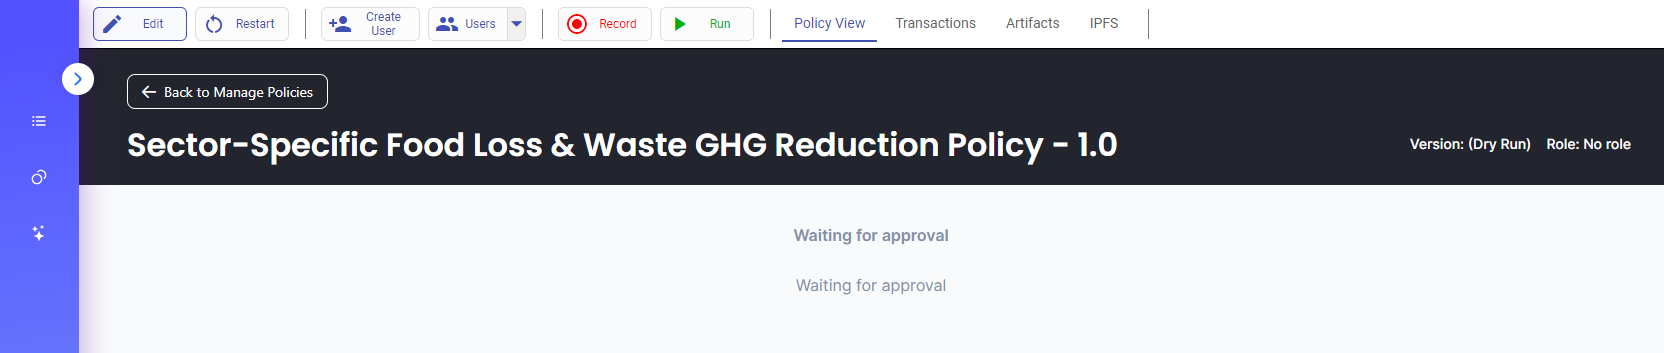 Edit Restart Create User Users Record Run Policy View Transactions Artifacts IPFS
Back to Manage Policies
Sector-Specific Food Loss & Waste GHG Reduction Policy - 1.0
Version: (Dry Run) Role: No role
Waiting for approval
Waiting for approval